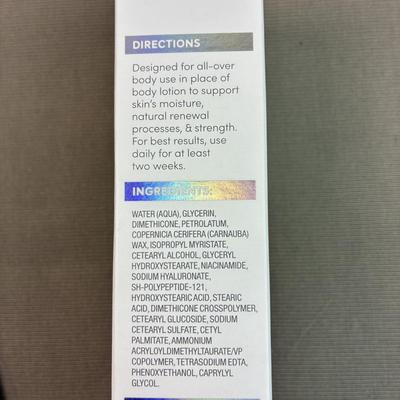 DIRECTIONS
Designed for all-over
body use in place of
body lotion to support
skin's moisture,
natural renewal
processes, & strength.
For best results, use
daily for at least
two weeks.
INGREDIENTS:
WATER (AQUA), GLYCERIN,
DIMETHICONE, PETROLATUM,
COPERNICIA CERIFERA (CARNAUBA)
WAX, ISOPROPYL MYRISTATE,
CETEARYL ALCOHOL, GLYCERYL
HYDROXYSTEARATE, NIACINAMIDE,
SODIUM HYALURONATE,
SH-POLYPEPTIDE-121,
HYDROXYSTEARIC ACID, STEARIC
ACID, DIMETHICONE CROSSPOLYMER,
CETEARYL GLUCOSIDE, SODIUM
CETEARYL SULFATE, CETYL
PALMITATE, AMMONIUM
ACRYLOYLDIMETHYLTAURATE/VP
COPOLYMER, TETRASODIUM EDTA,
PHENOXYETHANOL, CAPRYLYL
GLYCOL.